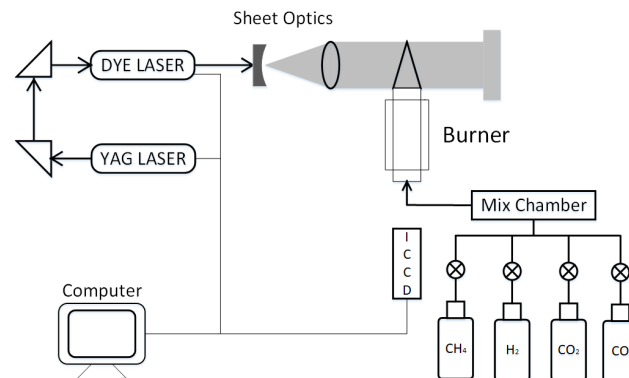 Sheet Optics
DYE LASER
YAG LASER
Burner
Mix Chamber
I
C
C
D
Computer
CH₄
H₂
CO₂
CO